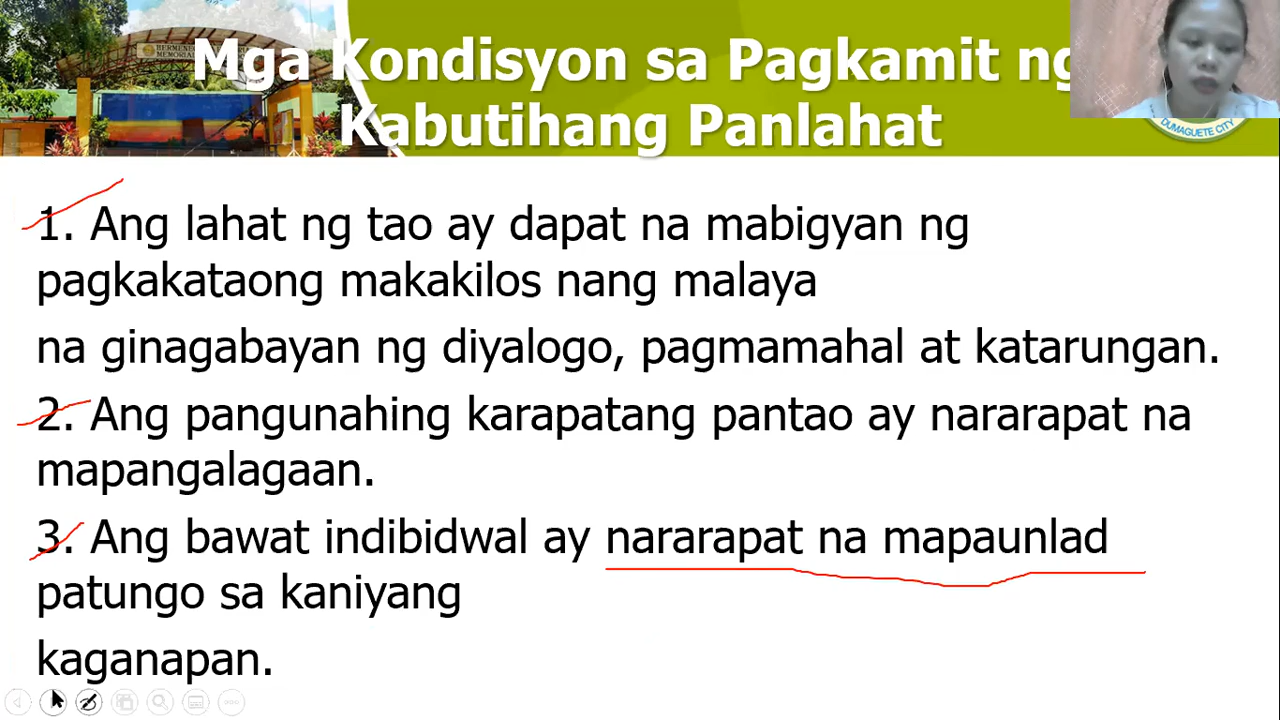 HERMENEG
MEMORIAL
Mga Kondisyon sa Pagkamit ng
Kabutihang Panlahat
DUMAGUETE CITY
1. Ang lahat ng tao ay dapat na mabigyan ng
pagkakataong makakilos nang malaya
na ginagabayan ng diyalogo, pagmamahal at katarungan.
2. Ang pangunahing karapatang pantao ay nararapat na
mapangalagaan.
3. Ang bawat indibidwal ay nararapat na mapaunlad
patungo sa kaniyang
kaganapan.